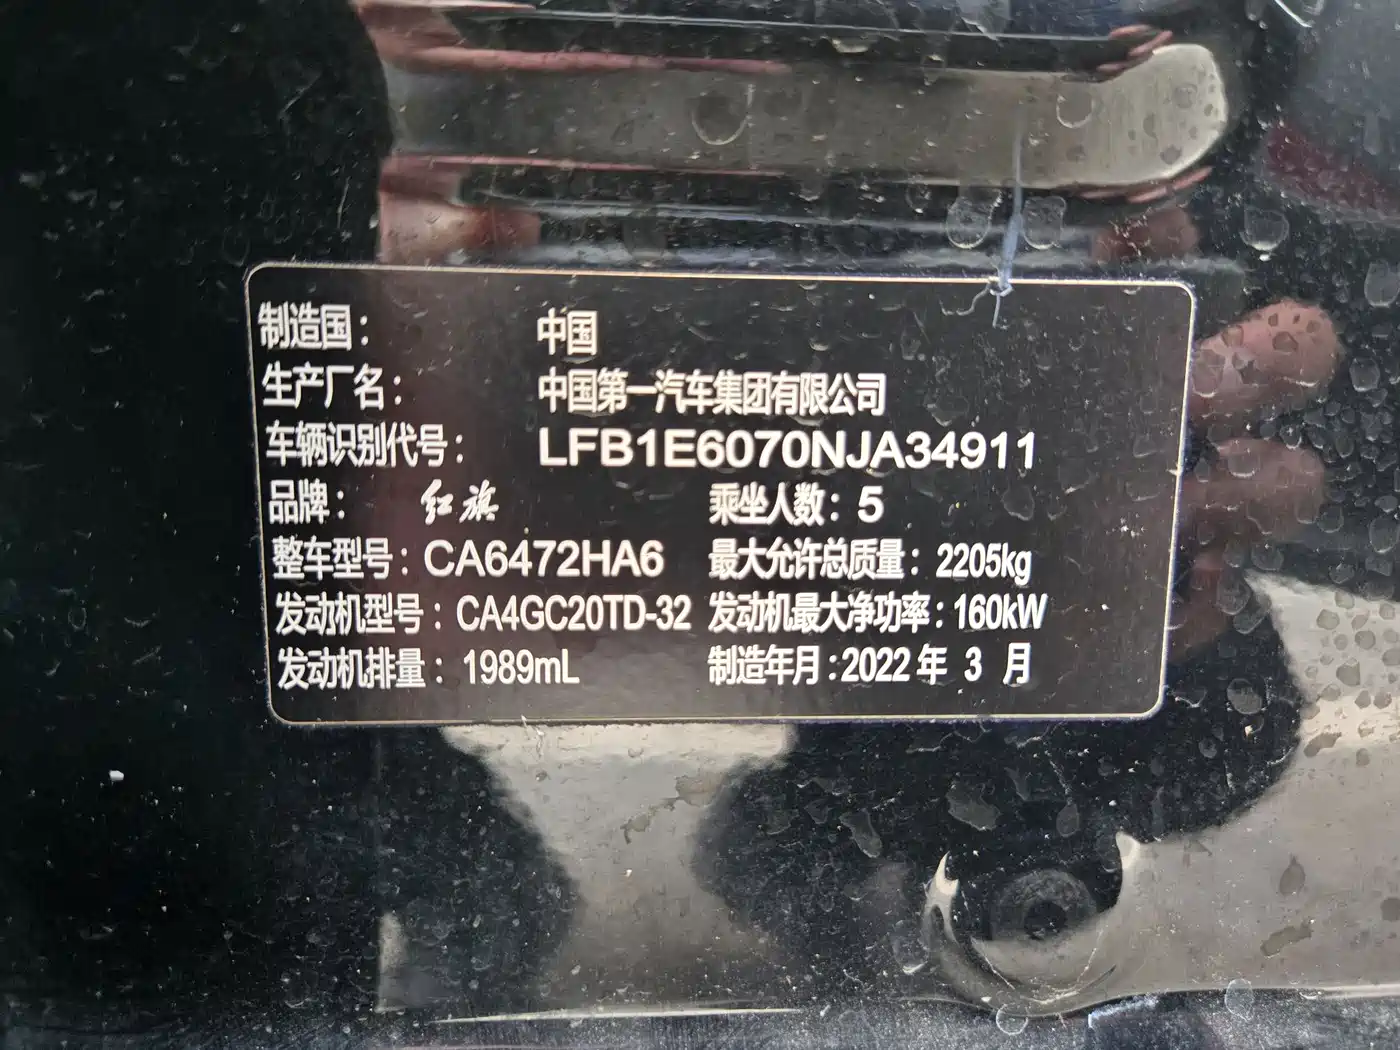 制造国： 中国
生产厂名： 中国第一汽车集团有限公司
车辆识别代号： LFB1E6070NJA34911
品牌： 红旗 乘坐人数：5
整车型号：CA6472HA6 最大允许总质量：2205kg
发动机型号：CA4GC20TD-32 发动机最大净功率：160kW
发动机排量：1989mL 制造年月：2022年 3 月